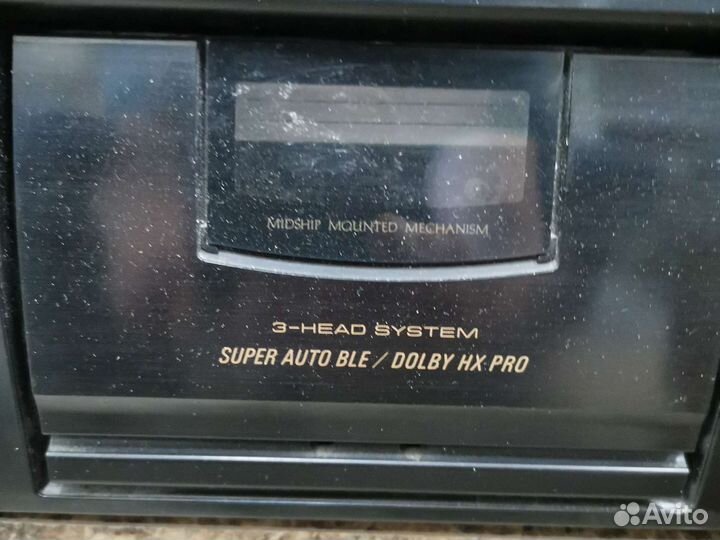 MIDSHIP MOUNTED MECHANISM
3-HEAD SYSTEM
SUPER AUTO BLE / DOLBY HX PRO
Avito